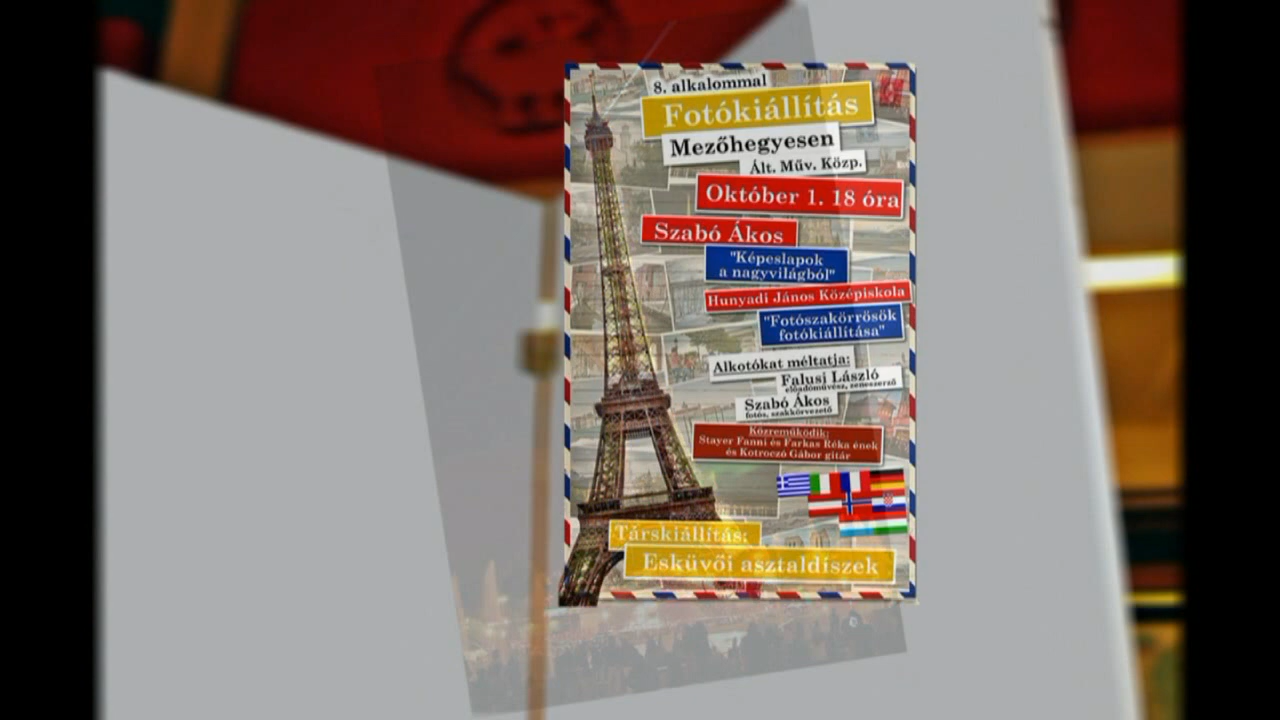 8. alkalommal
Fotókiállítás
Mezőhegyesen
Ált. Műv. Közp.
Október 1. 18 óra
Szabó Ákos
"Képeslapok
a nagyvilágból"
Hunyadi János Középiskola
"Fotószakörrösök
fotókiállítása"
Alkotókat méltatja:
Falusi László
előadóművész, zeneszerző
Szabó Ákos
fotós, szakkörvezető
Közreműködik:
Stayer Fanni és Farkas Réka ének
és Kotroczó Gábor gitár
Társkiállítás:
Esküvői asztaldíszek